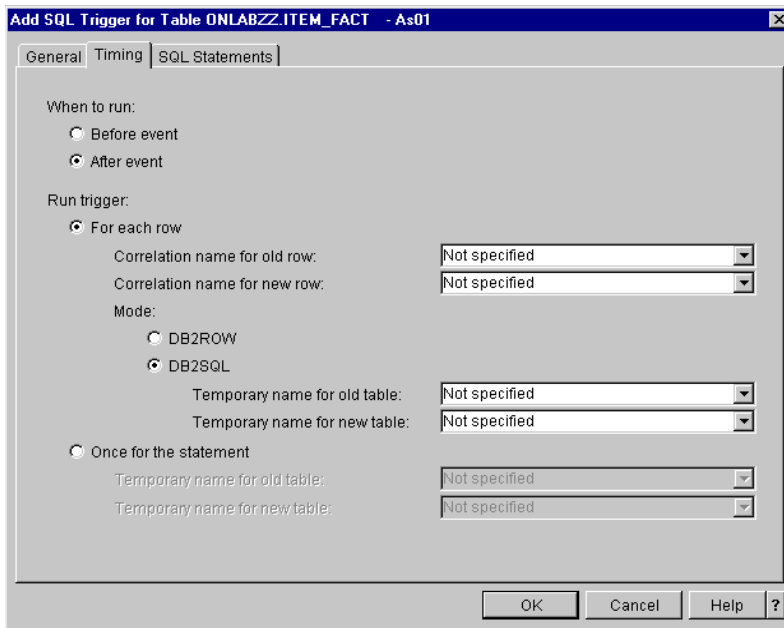 Add SQL Trigger for Table ONLABZZ.ITEM_FACT - As01
General Timing SQL Statements
When to run:
Before event
After event
Run trigger:
For each row
Correlation name for old row: Not specified
Correlation name for new row: Not specified
Mode:
DB2ROW
DB2SQL
Temporary name for old table: Not specified
Temporary name for new table: Not specified
Once for the statement
Temporary name for old table: Not specified
Temporary name for new table: Not specified
OK Cancel Help ?